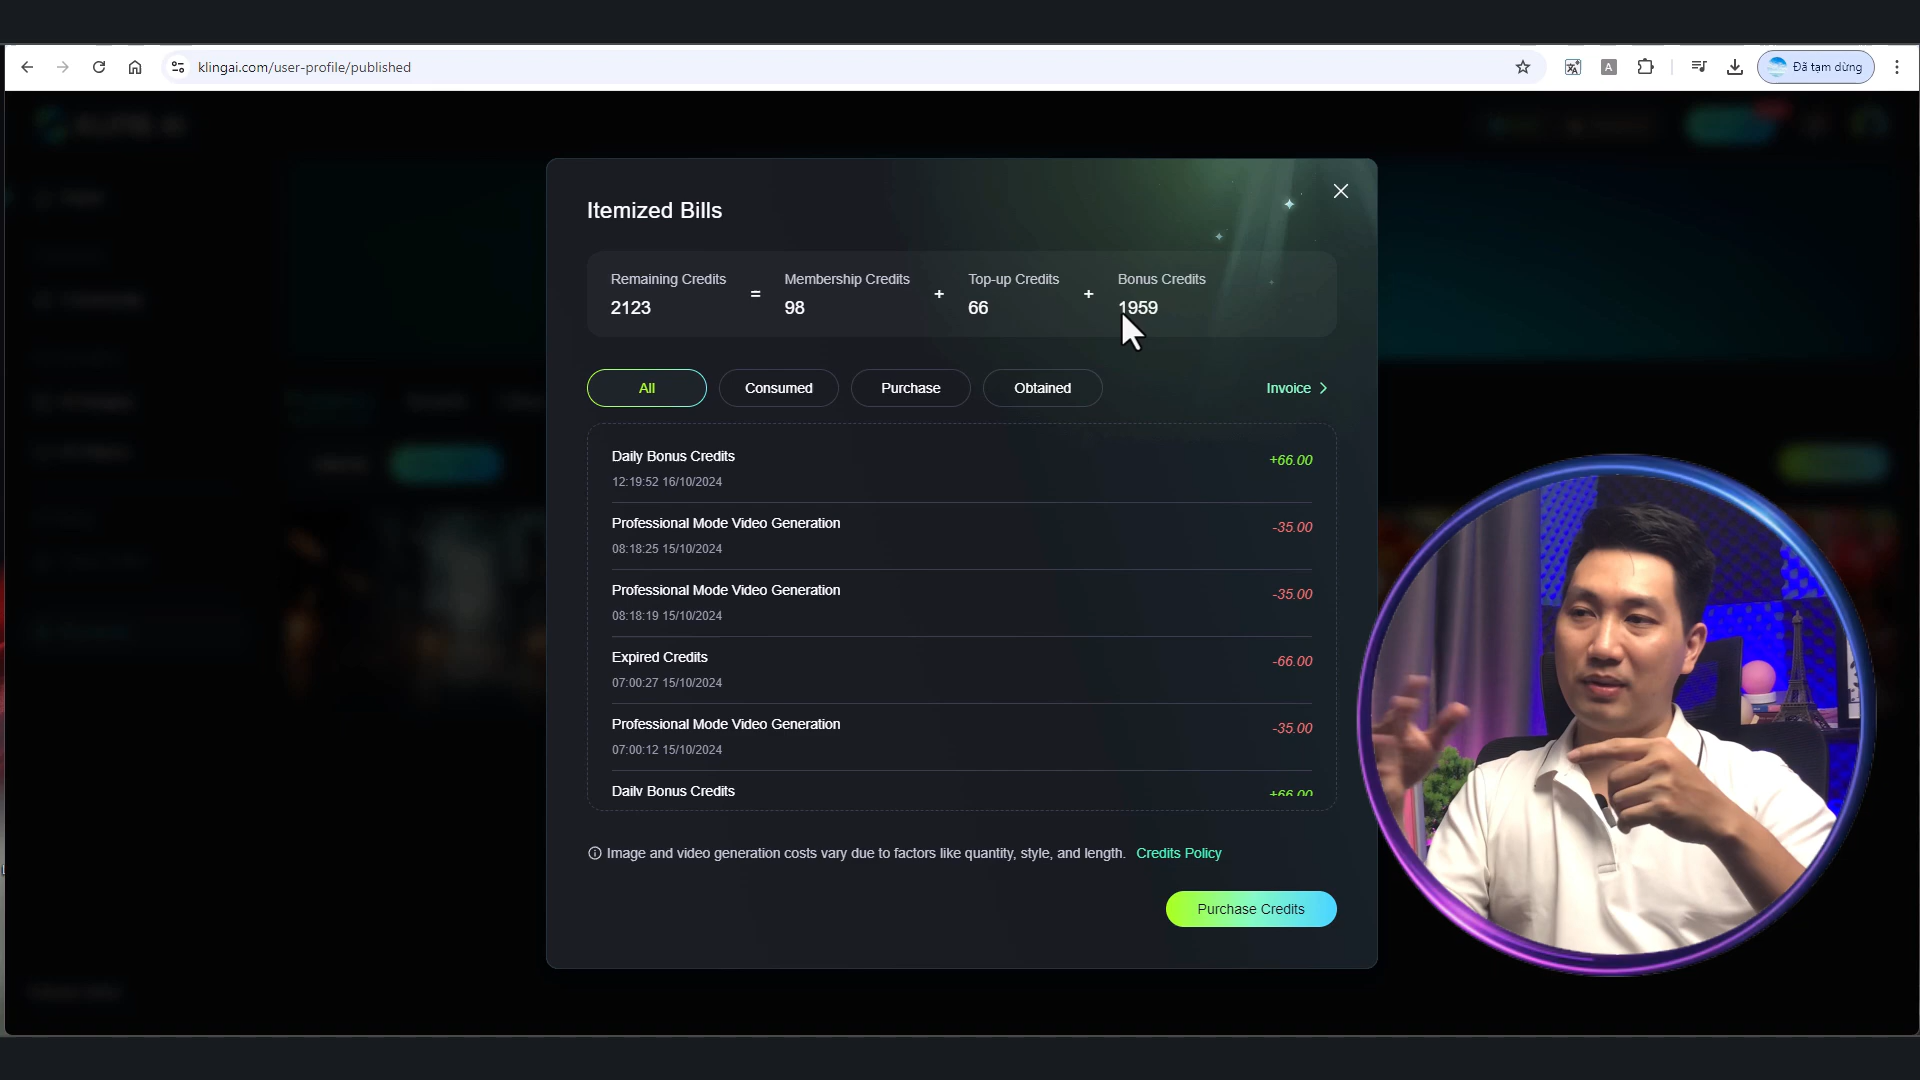 klingai.com/user-profile/published
Đã tạm dừng
Itemized Bills
Remaining Credits
2123
=
Membership Credits
98
+
Top-up Credits
66
+
Bonus Credits
1959
All
Consumed
Purchase
Obtained
Invoice
Daily Bonus Credits
+66.00
12:19:52 16/10/2024
Professional Mode Video Generation
-35.00
08:18:25 15/10/2024
Professional Mode Video Generation
-35.00
08:18:19 15/10/2024
Expired Credits
-66.00
07:00:27 15/10/2024
Professional Mode Video Generation
-35.00
07:00:12 15/10/2024
Daily Bonus Credits
+66.00
Image and video generation costs vary due to factors like quantity, style, and length. Credits Policy
Purchase Credits